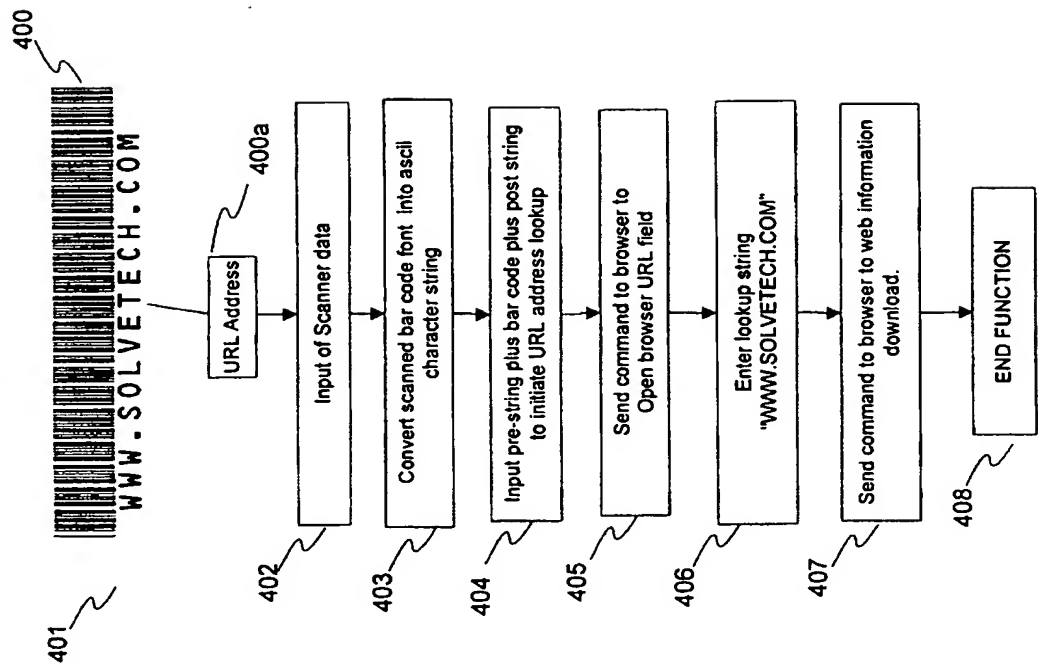 400
401
WWW.SOLVETECH.COM
400a
URL Address
402
Input of Scanner data
403
Convert scanned bar code font into ascii
character string
404
Input pre-string plus bar code plus post string
to initiate URL address lookup
405
Send command to browser to
Open browser URL field
406
Enter lookup string
"WWW.SOLVETECH.COM"
407
Send command to browser to web information
download.
408
END FUNCTION